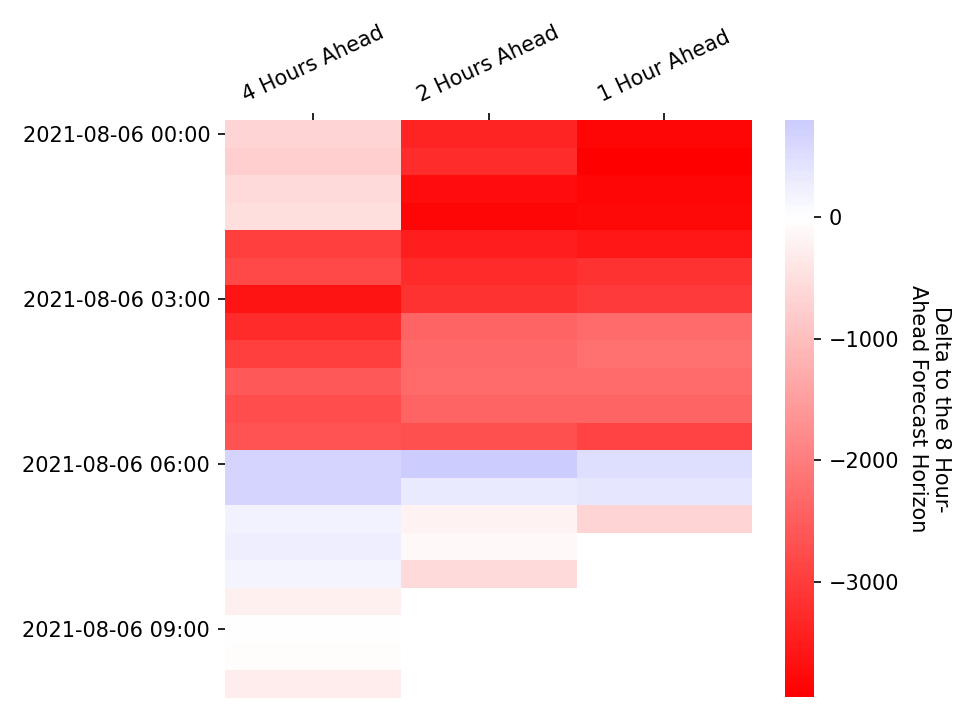 4 Hours Ahead
2 Hours Ahead
1 Hour Ahead
2021-08-06 00:00
2021-08-06 03:00
2021-08-06 06:00
2021-08-06 09:00
0
−1000
−2000
−3000
Delta to the 8 Hour-
Ahead Forecast Horizon